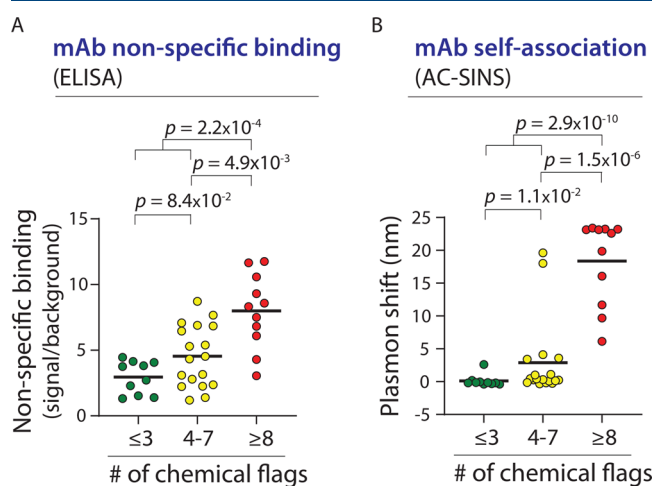 A
mAb non-specific binding
(ELISA)
p = 2.2x10-4
p = 4.9x10-3
p = 8.4x10-2
Non-specific binding
(signal/background)
15
10
5
0
≤3
4-7
≥8
# of chemical flags
B
mAb self-association
(AC-SINS)
p = 2.9x10-10
p = 1.5x10-6
p = 1.1x10-2
Plasmon shift (nm)
25
20
15
10
5
0
-5
≤3
4-7
≥8
# of chemical flags